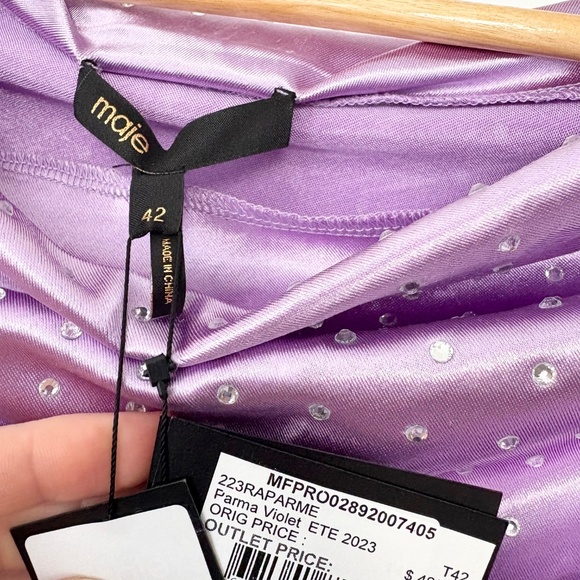 maje
42
MADE IN CHINA
MFPRO02892007405
223RAPARME
Parma Violet ETE 2023
ORIG PRICE :
OUTLET PRICE:
T42